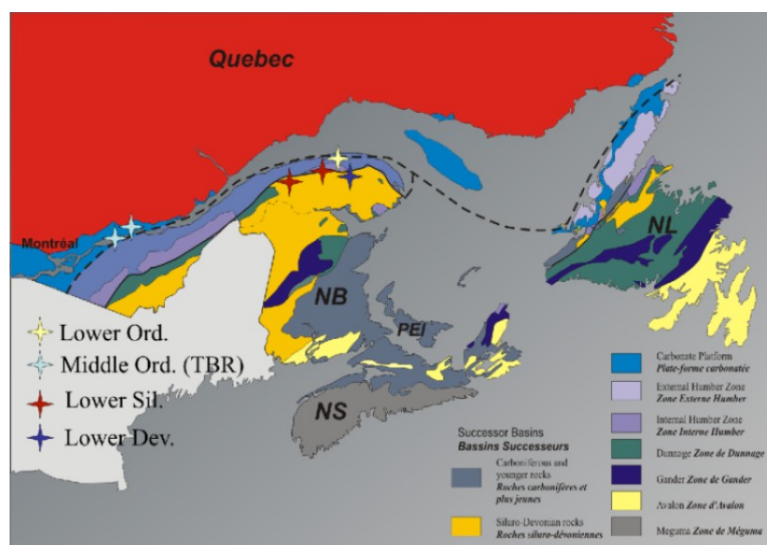 Quebec
Montréal
NL
NB
PEI
NS
Lower Ord.
Middle Ord. (TBR)
Lower Sil.
Lower Dev.
Successor Basins
Bassins Successeurs
Carboniferous and
younger rocks
Roches carbonifères et
plus jeunes
Siluro-Devonian rocks
Roches siluro-dévoniennes
Carbonate Platform
Plate-forme carbonatée
External Humber Zone
Zone Externe Humber
Internal Humber Zone
Zone Interne Humber
Dunnage Zone de Dunnage
Gander Zone de Gander
Avalon Zone d'Avalon
Meguma Zone de Méguma